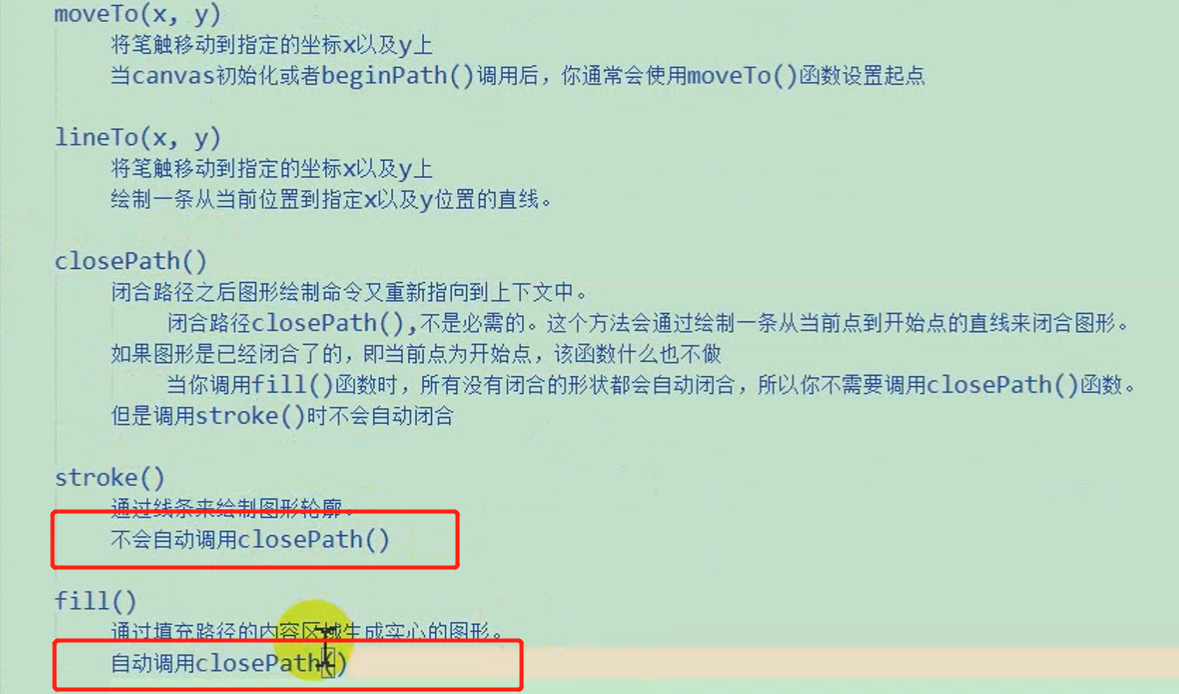 moveTo(x, y)
将笔触移动到指定的坐标x以及y上
当canvas初始化或者beginPath()调用后，你通常会使用moveTo()函数设置起点
lineTo(x, y)
将笔触移动到指定的坐标x以及y上
绘制一条从当前位置到指定x以及y位置的直线。
closePath()
闭合路径之后图形绘制命令又重新指向到上下文中。
闭合路径closePath(),不是必需的。这个方法会通过绘制一条从当前点到开始点的直线来闭合图形。
如果图形是已经闭合了的，即当前点为开始点，该函数什么也不做
当你调用fill()函数时，所有没有闭合的形状都会自动闭合，所以你不需要调用closePath()函数。
但是调用stroke()时不会自动闭合
stroke()
通过线条来绘制图形轮廓。
不会自动调用closePath()
fill()
通过填充路径的内容区域生成实心的图形。
自动调用closePath()